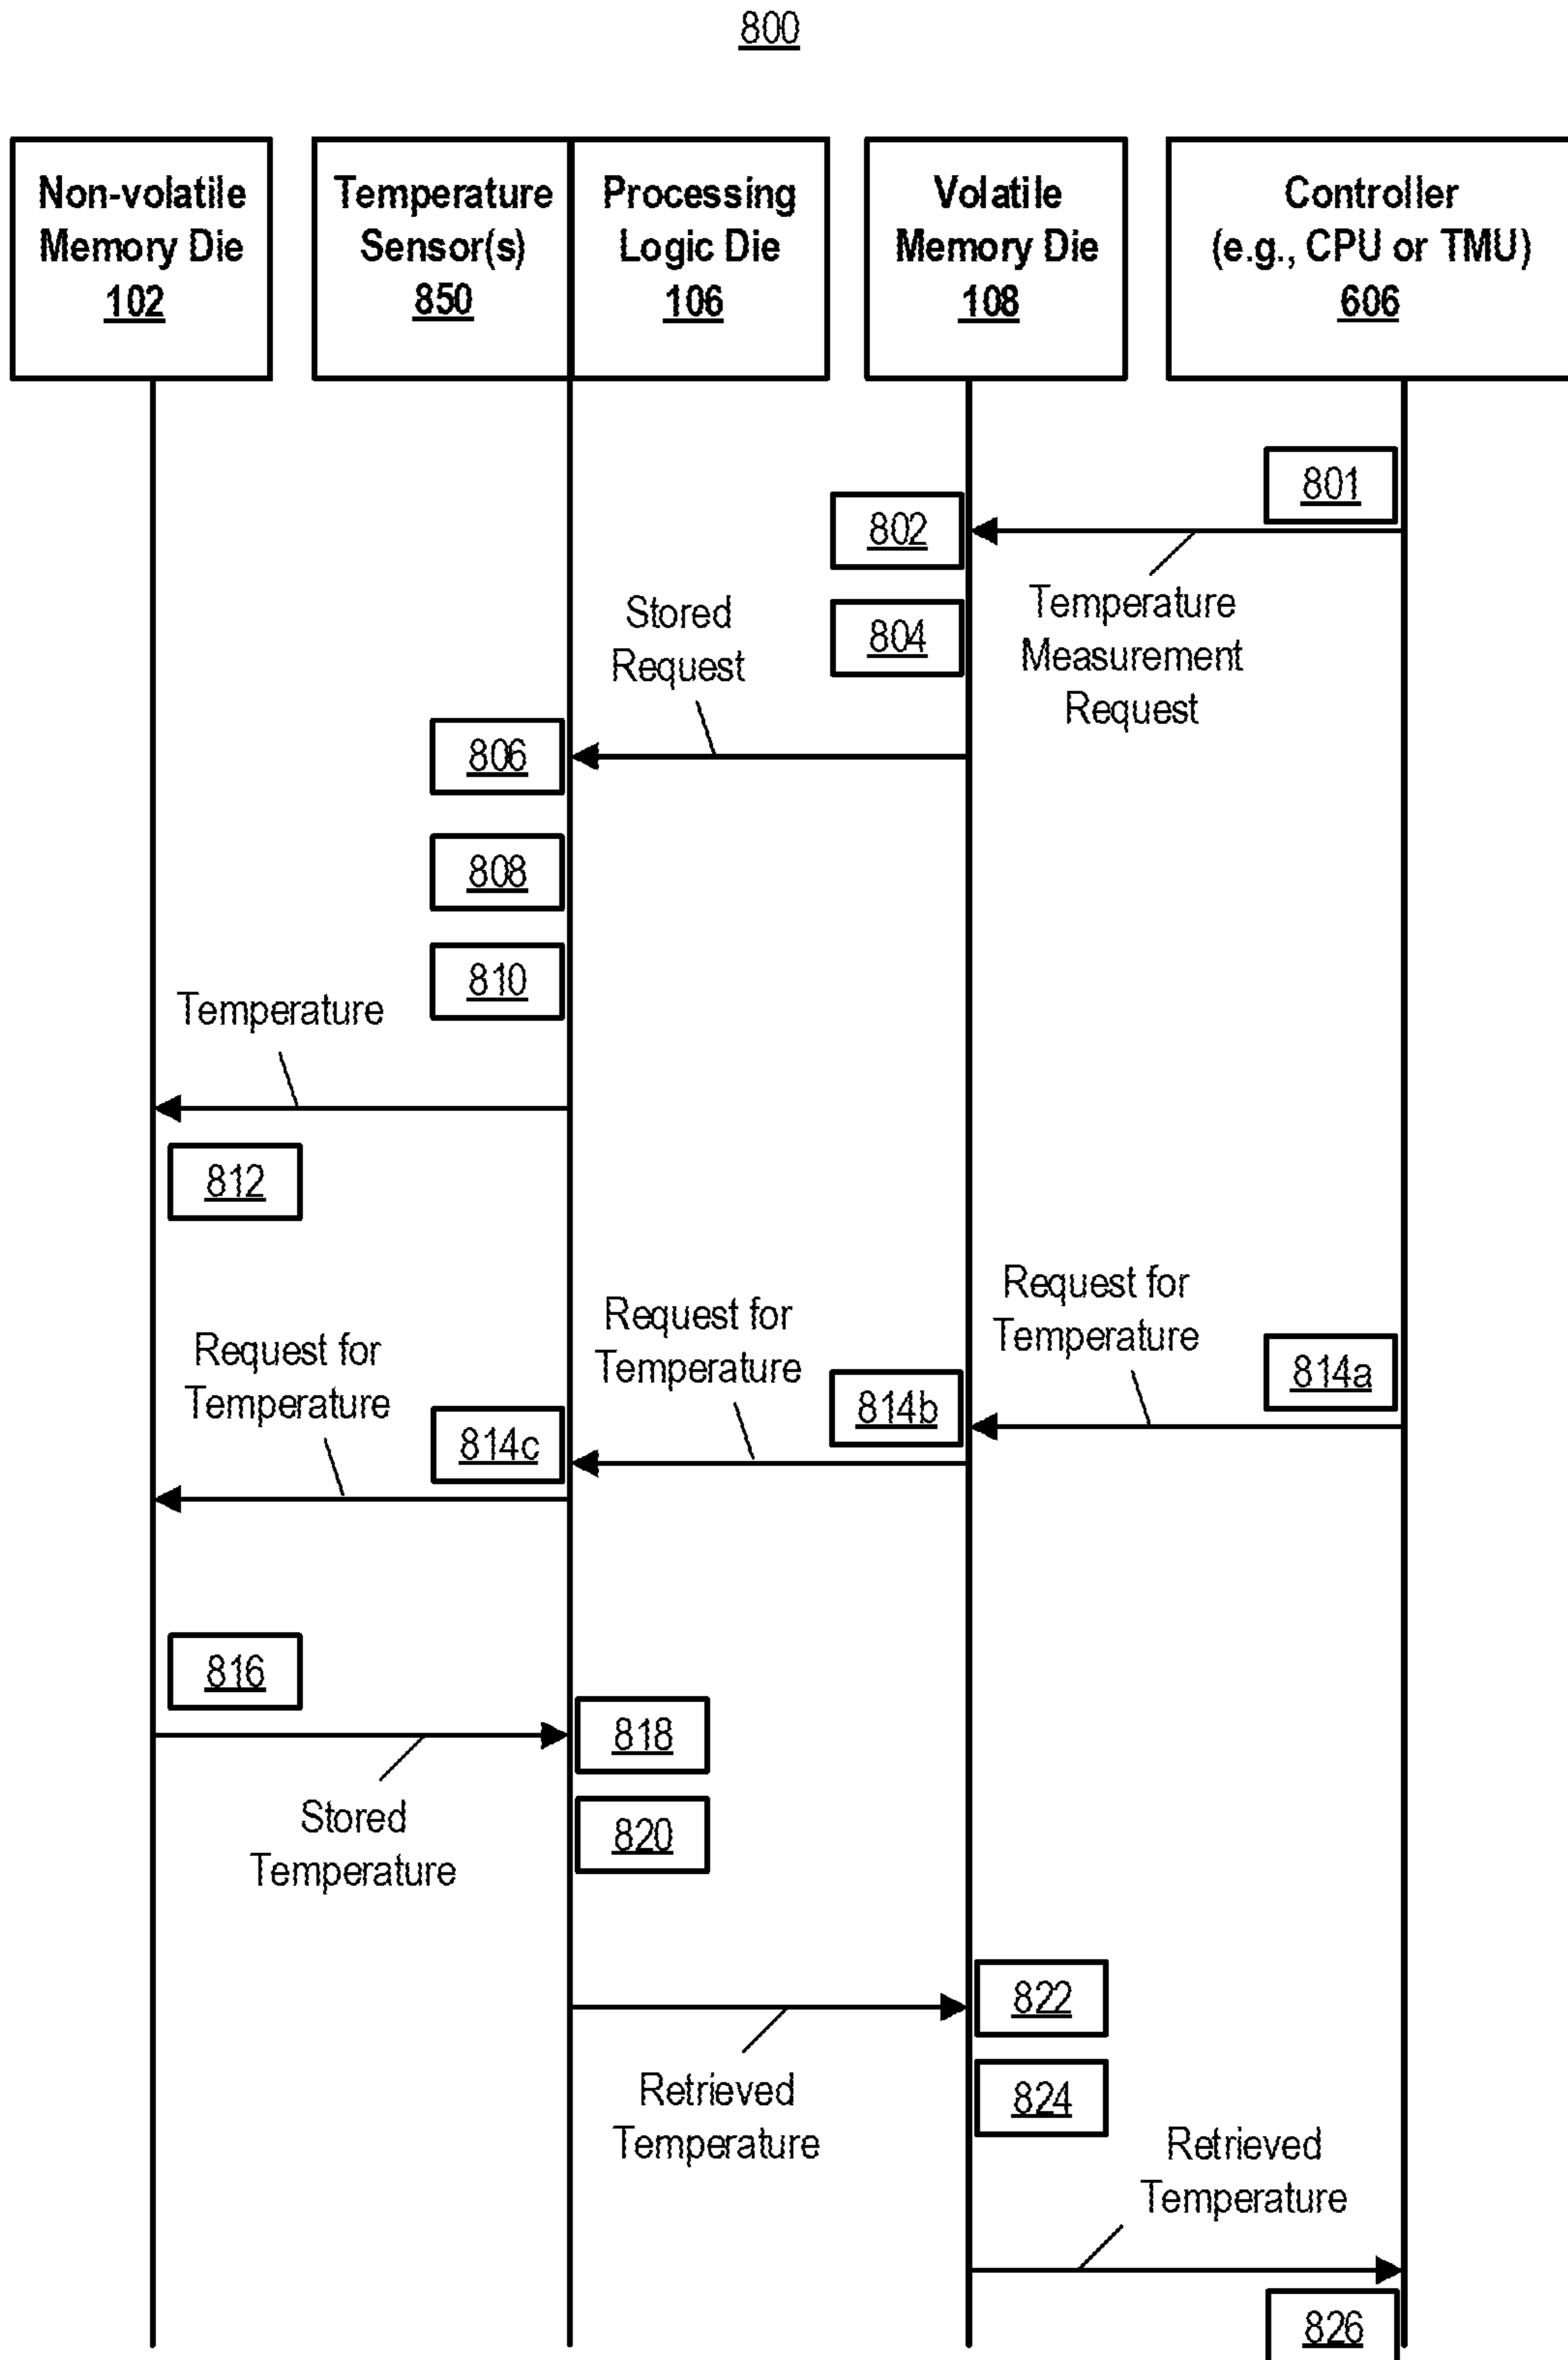 800
Non-volatile
Memory Die
102
Temperature
Sensor(s)
850
Processing
Logic Die
106
Volatile
Memory Die
108
Controller
(e.g., CPU or TMU)
606
801
802
Temperature
Measurement
Request
804
Stored
Request
806
808
810
Temperature
812
Request for
Temperature
814a
Request for
Temperature
814b
Request for
Temperature
814c
816
Stored
Temperature
818
820
822
Retrieved
Temperature
824
Retrieved
Temperature
826